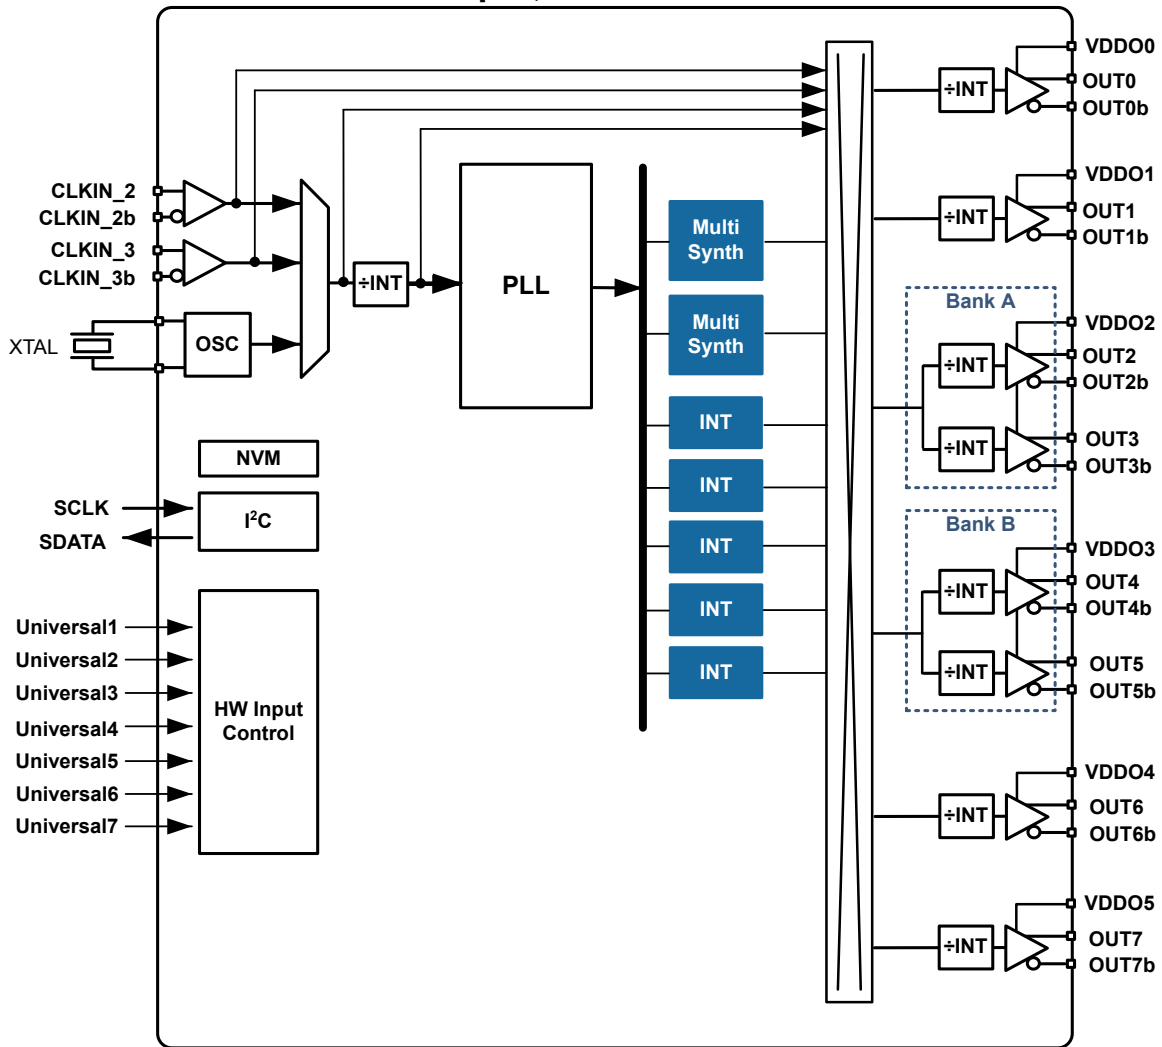 VDDO0
÷INT
OUT0
OUT0b
VDDO1
÷INT
OUT1
OUT1b
CLKIN_2
CLKIN_2b
CLKIN_3
CLKIN_3b
÷INT
PLL
Multi
Synth
Multi
Synth
XTAL
OSC
Bank A
VDDO2
÷INT
OUT2
OUT2b
÷INT
OUT3
OUT3b
INT
INT
INT
INT
INT
NVM
SCLK
SDATA
I²C
Bank B
VDDO3
÷INT
OUT4
OUT4b
÷INT
OUT5
OUT5b
Universal1
Universal2
Universal3
Universal4
Universal5
Universal6
Universal7
HW Input
Control
VDDO4
÷INT
OUT6
OUT6b
VDDO5
÷INT
OUT7
OUT7b